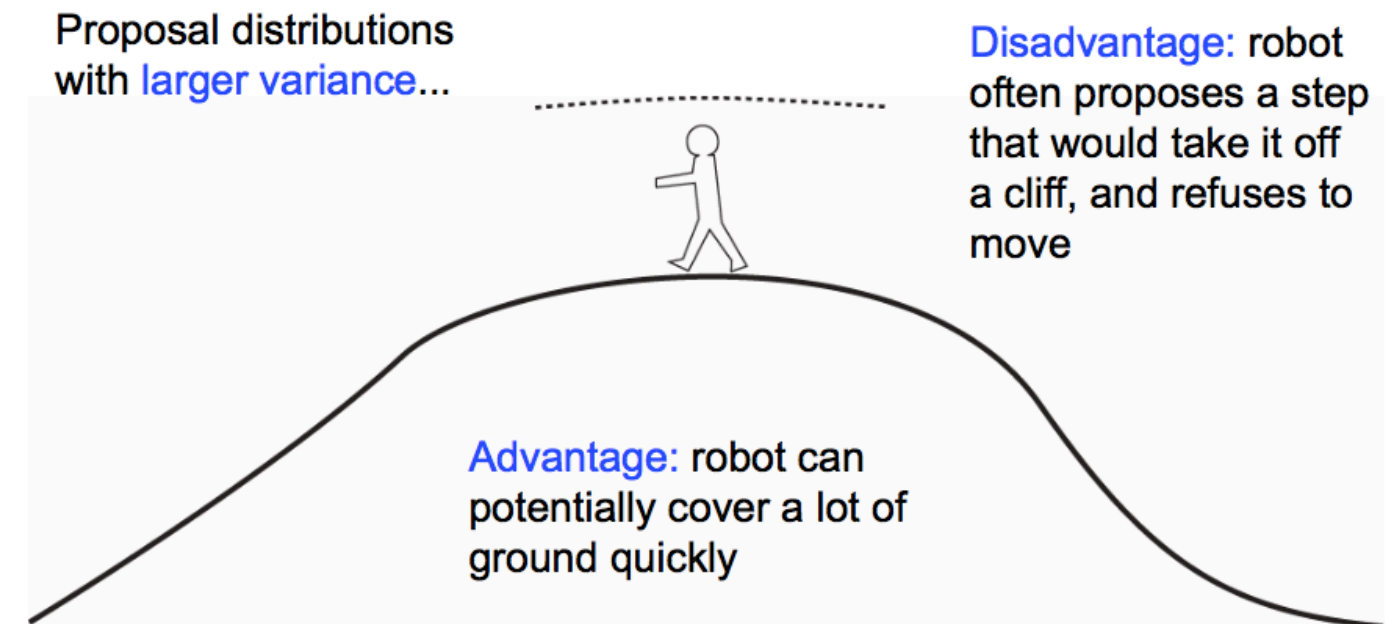 Proposal distributions
with larger variance...
Disadvantage: robot
often proposes a step
that would take it off
a cliff, and refuses to
move
Advantage: robot can
potentially cover a lot of
ground quickly